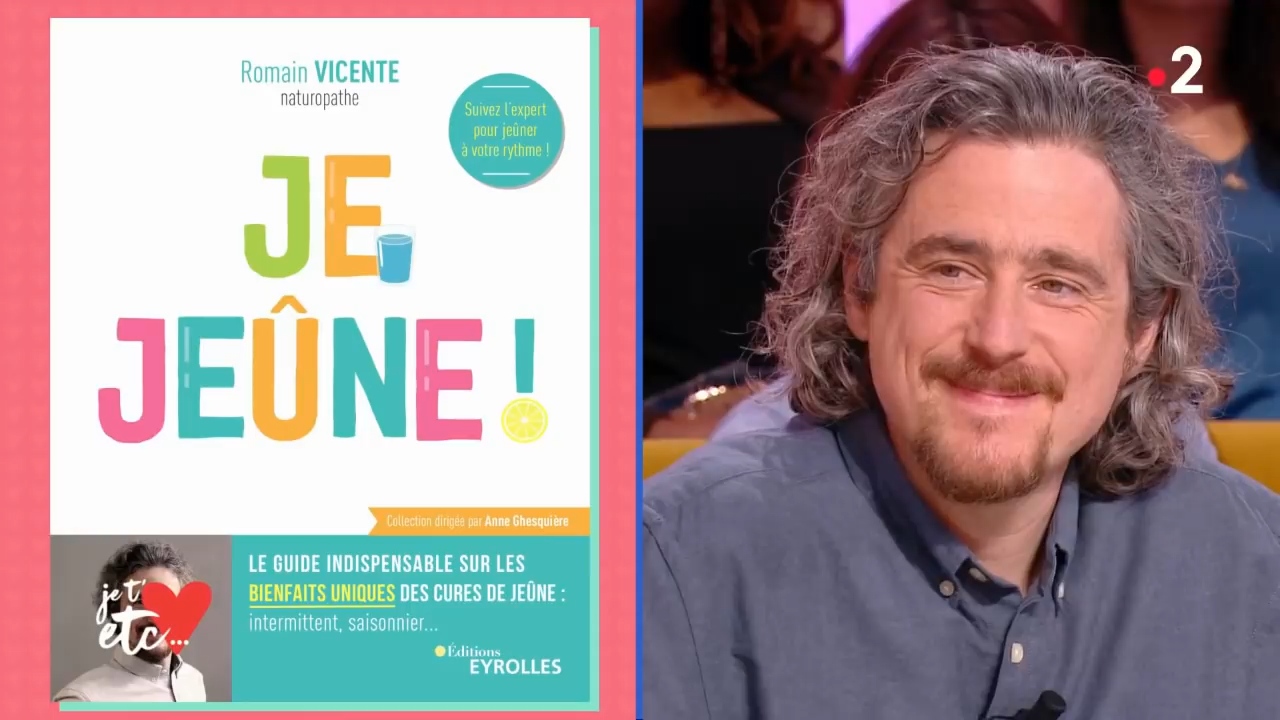 Romain VICENTE
naturopathe
Suivez l'expert
pour jeûner
à votre rythme !
JE
JEÛNE !
Collection dirigée par Anne Ghesquière
LE GUIDE INDISPENSABLE SUR LES
BIENFAITS UNIQUES DES CURES DE JEÛNE :
intermittent, saisonnier...
Éditions
EYROLLES
je t'
etc...
2